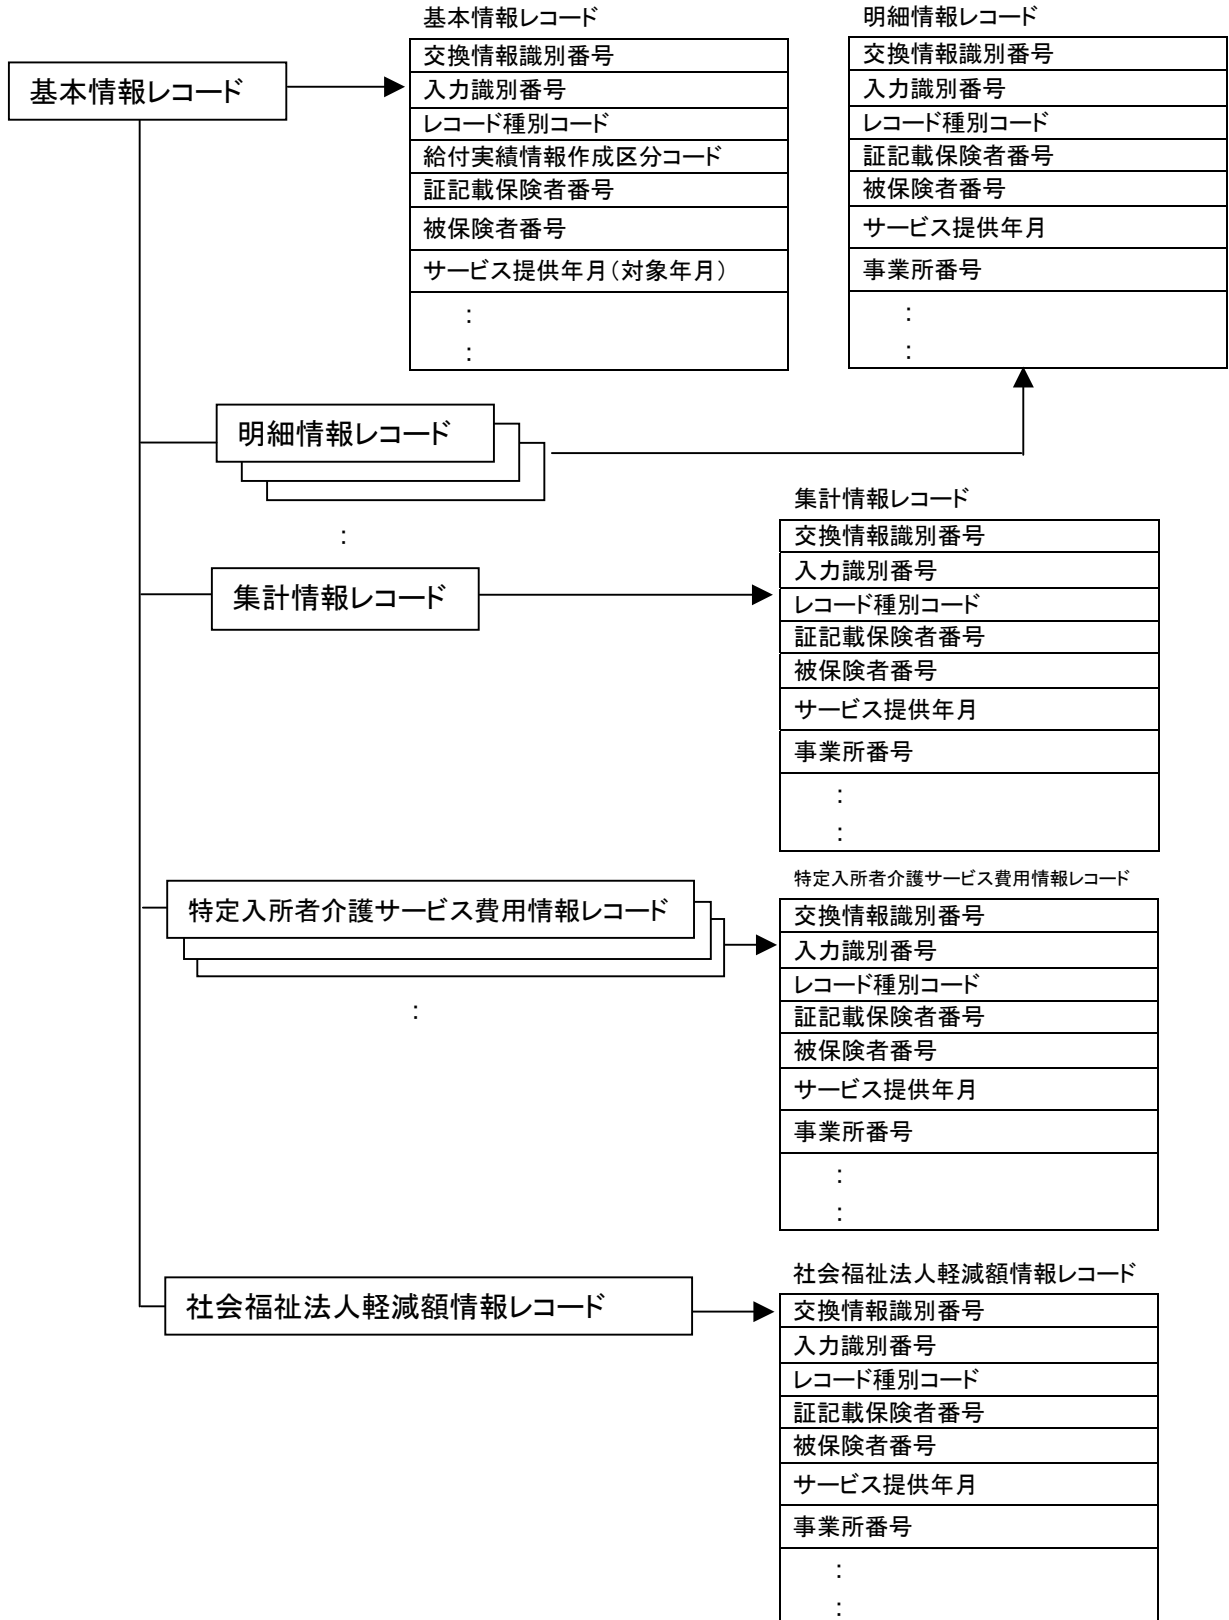 基本情報レコード
基本情報レコード
交換情報識別番号
入力識別番号
レコード種別コード
給付実績情報作成区分コード
証記載保険者番号
被保険者番号
サービス提供年月（対象年月）
:
:
明細情報レコード
交換情報識別番号
入力識別番号
レコード種別コード
証記載保険者番号
被保険者番号
サービス提供年月
事業所番号
:
:
明細情報レコード
:
集計情報レコード
集計情報レコード
交換情報識別番号
入力識別番号
レコード種別コード
証記載保険者番号
被保険者番号
サービス提供年月
事業所番号
:
:
特定入所者介護サービス費用情報レコード
:
特定入所者介護サービス費用情報レコード
交換情報識別番号
入力識別番号
レコード種別コード
証記載保険者番号
被保険者番号
サービス提供年月
事業所番号
:
:
社会福祉法人軽減額情報レコード
社会福祉法人軽減額情報レコード
交換情報識別番号
入力識別番号
レコード種別コード
証記載保険者番号
被保険者番号
サービス提供年月
事業所番号
:
: